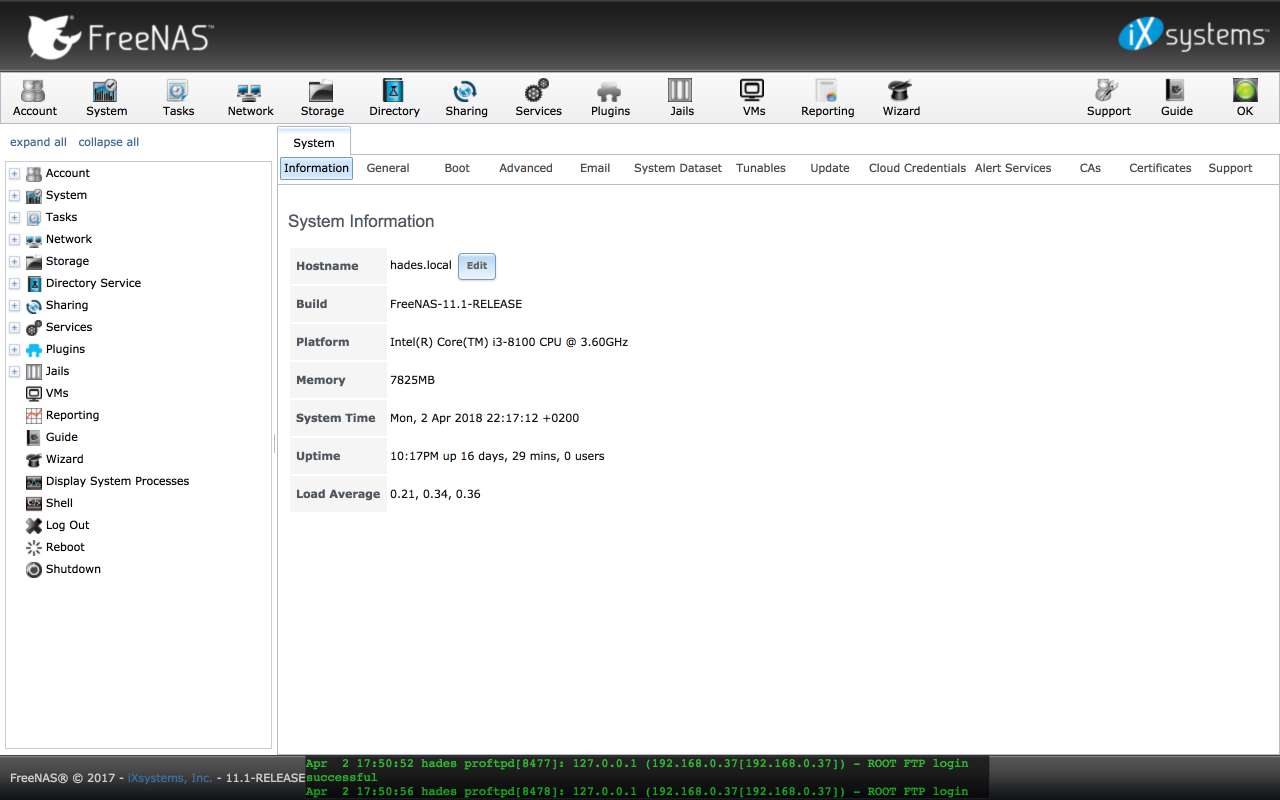 FreeNAS™
iXsystems™
Account System Tasks Network Storage Directory Sharing Services Plugins Jails VMs Reporting Wizard Support Guide OK
expand all collapse all
Account
System
Tasks
Network
Storage
Directory Service
Sharing
Services
Plugins
Jails
VMs
Reporting
Guide
Wizard
Display System Processes
Shell
Log Out
Reboot
Shutdown
System
Information General Boot Advanced Email System Dataset Tunables Update Cloud Credentials Alert Services CAs Certificates Support
System Information
Hostname hades.local Edit
Build FreeNAS-11.1-RELEASE
Platform Intel(R) Core(TM) i3-8100 CPU @ 3.60GHz
Memory 7825MB
System Time Mon, 2 Apr 2018 22:17:12 +0200
Uptime 10:17PM up 16 days, 29 mins, 0 users
Load Average 0.21, 0.34, 0.36
FreeNAS® © 2017 - iXsystems, Inc. - 11.1-RELEASE
Apr  2 17:50:52 hades proftpd[8477]: 127.0.0.1 (192.168.0.37[192.168.0.37]) - ROOT FTP login
successful
Apr  2 17:50:56 hades proftpd[8478]: 127.0.0.1 (192.168.0.37[192.168.0.37]) - ROOT FTP login